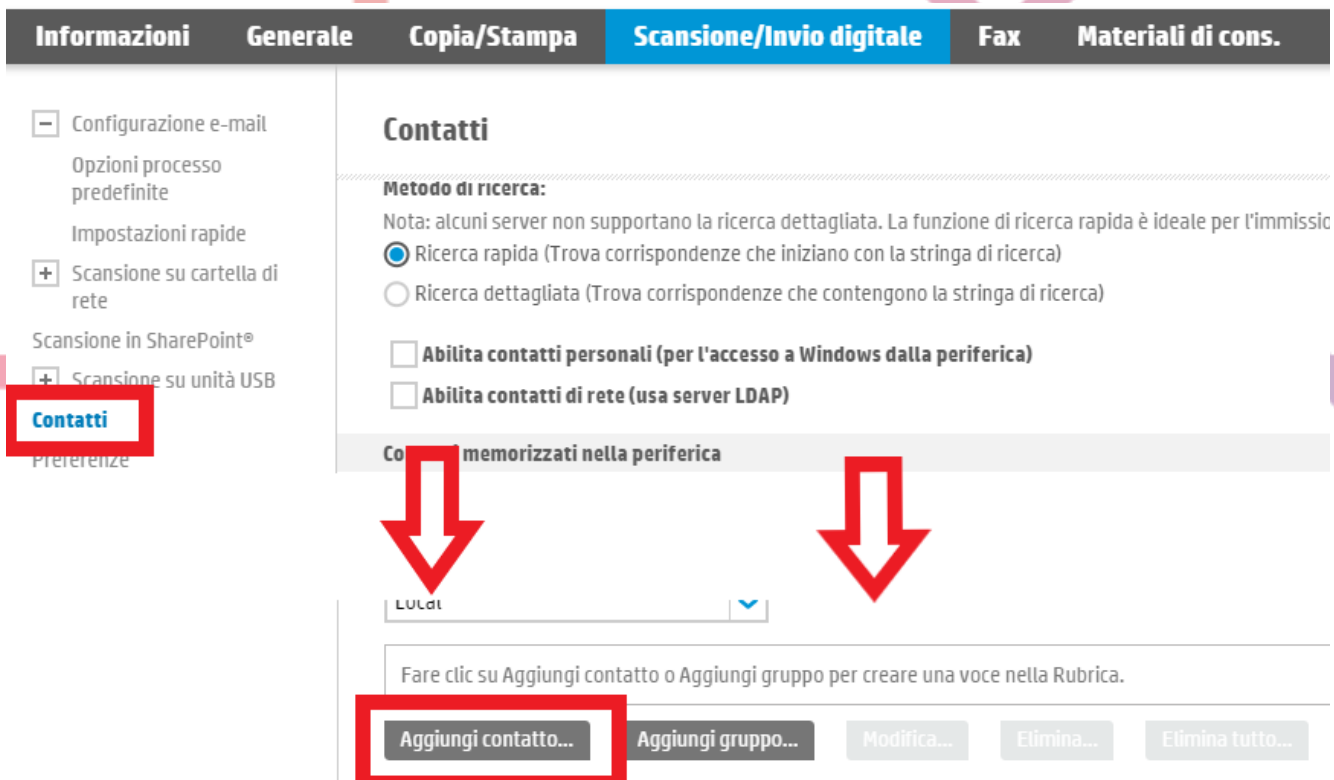 Informazioni Generale Copia/Stampa Scansione/Invio digitale Fax Materiali di cons.
Configurazione e-mail
Opzioni processo
predefinite
Impostazioni rapide
Scansione su cartella di
rete
Scansione in SharePoint®
Scansione su unità USB
Contatti
Preferenze
Contatti
Metodo di ricerca:
Nota: alcuni server non supportano la ricerca dettagliata. La funzione di ricerca rapida è ideale per
Ricerca rapida (Trova corrispondenze che iniziano con la stringa di ricerca)
Ricerca dettagliata (Trova corrispondenze che contengono la stringa di ricerca)
Abilita contatti personali (per l'accesso a Windows dalla periferica)
Abilita contatti di rete (usa server LDAP)
memorizzati nella periferica
Local
Fare clic su Aggiungi contatto o Aggiungi gruppo per creare una voce nella Rubrica.
Aggiungi contatto... Aggiungi gruppo... Modifica... Elimina... Elimina tutto...